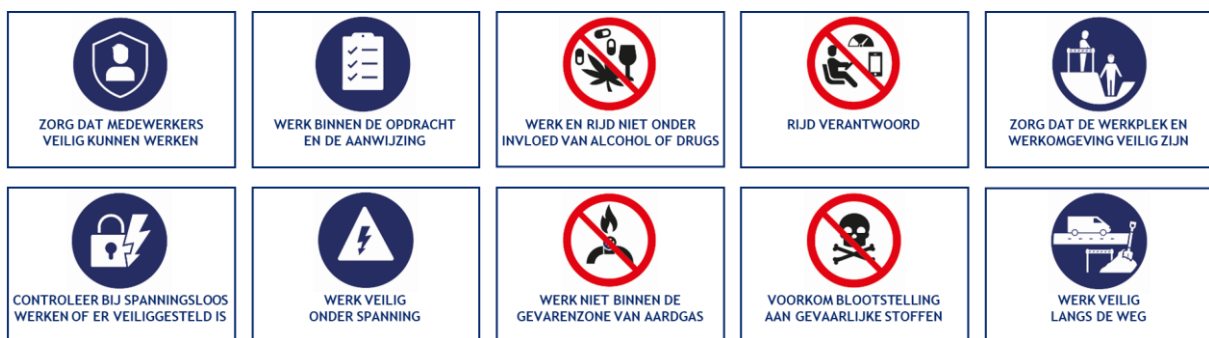 ZORG DAT MEDEWERKERS
VEILIG KUNNEN WERKEN
WERK BINNEN DE OPDRACHT
EN DE AANWIJZING
WERK EN RIJD NIET ONDER
INVLOED VAN ALCOHOL OF DRUGS
RIJD VERANTWOORD
ZORG DAT DE WERKPLEK EN
WERKOMGEVING VEILIG ZIJN
CONTROLEER BIJ SPANNINGSLOOS
WERKEN OF ER VEILIGGESTELD IS
WERK VEILIG
ONDER SPANNING
WERK NIET BINNEN DE
GEVARENZONE VAN AARDGAS
VOORKOM BLOOTSTELLING
AAN GEVAARLIJKE STOFFEN
WERK VEILIG
LANGS DE WEG